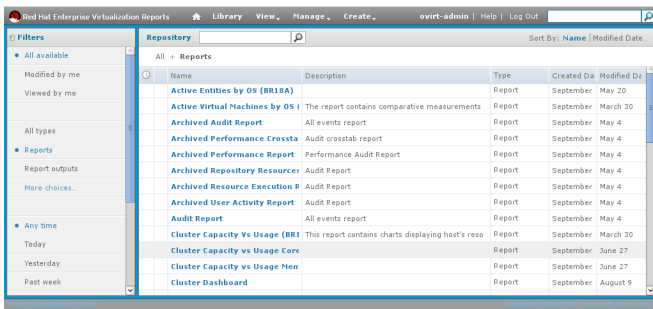 Red Hat Enterprise Virtualization Reports Library View Manage Create ovirt-admin | Help | Log Out
Filters
All available
Modified by me
Viewed by me
All types
Reports
Report outputs
More choices...
Any time
Today
Yesterday
Past week
Repository Sort By: Name | Modified Date
All + Reports
Name Description Type Created Da Modified Da
Active Entities by OS (BR18A) Report September May 20
Active Virtual Machines by OS ( The report contains comparative measurements Report September March 30
Archived Audit Report All events report Report September May 4
Archived Performance Crossta Audit crosstab report Report September May 4
Archived Performance Report Performance Audit Report Report September May 4
Archived Repository Resources Audit Report Report September May 4
Archived Resource Execution R Audit Report Report September May 4
Archived User Activity Report Audit Report Report September May 4
Audit Report All events report Report September May 4
Cluster Capacity vs Usage (BR1 This report contains charts displaying host's reso Report September March 30
Cluster Capacity vs Usage Core Report September June 27
Cluster Capacity vs Usage Mem Report September June 27
Cluster Dashboard Report September August 9